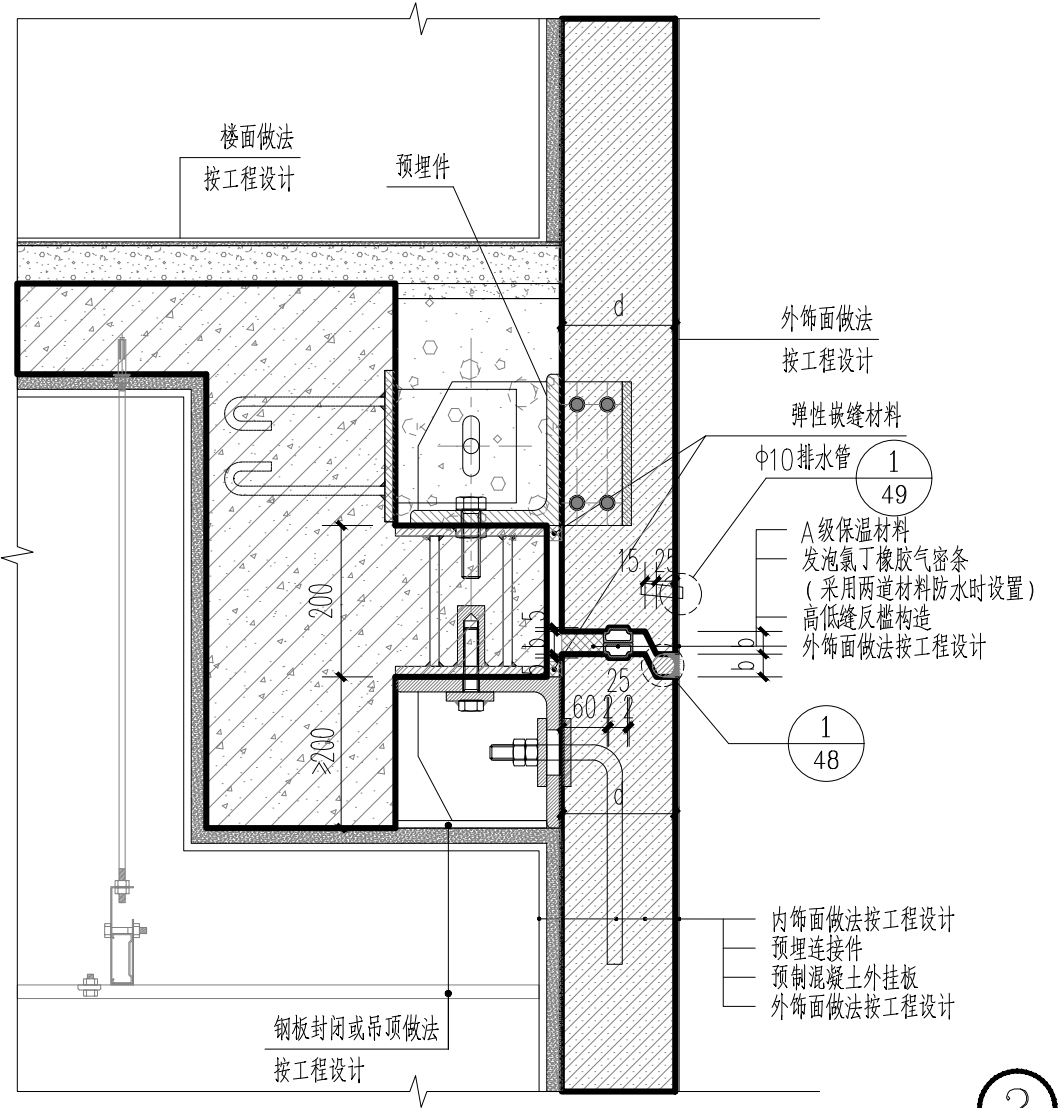 楼面做法
按工程设计
预埋件
d
外饰面做法
按工程设计
弹性嵌缝材料
Φ10排水管
1
49
A级保温材料
发泡氯丁橡胶气密条
(采用两道材料防水时设置)
高低缝反槛构造
外饰面做法按工程设计
15
25
200
b
b
25
60
≥200
1
48
d
内饰面做法按工程设计
预埋连接件
预制混凝土外挂板
外饰面做法按工程设计
钢板封闭或吊顶做法
按工程设计